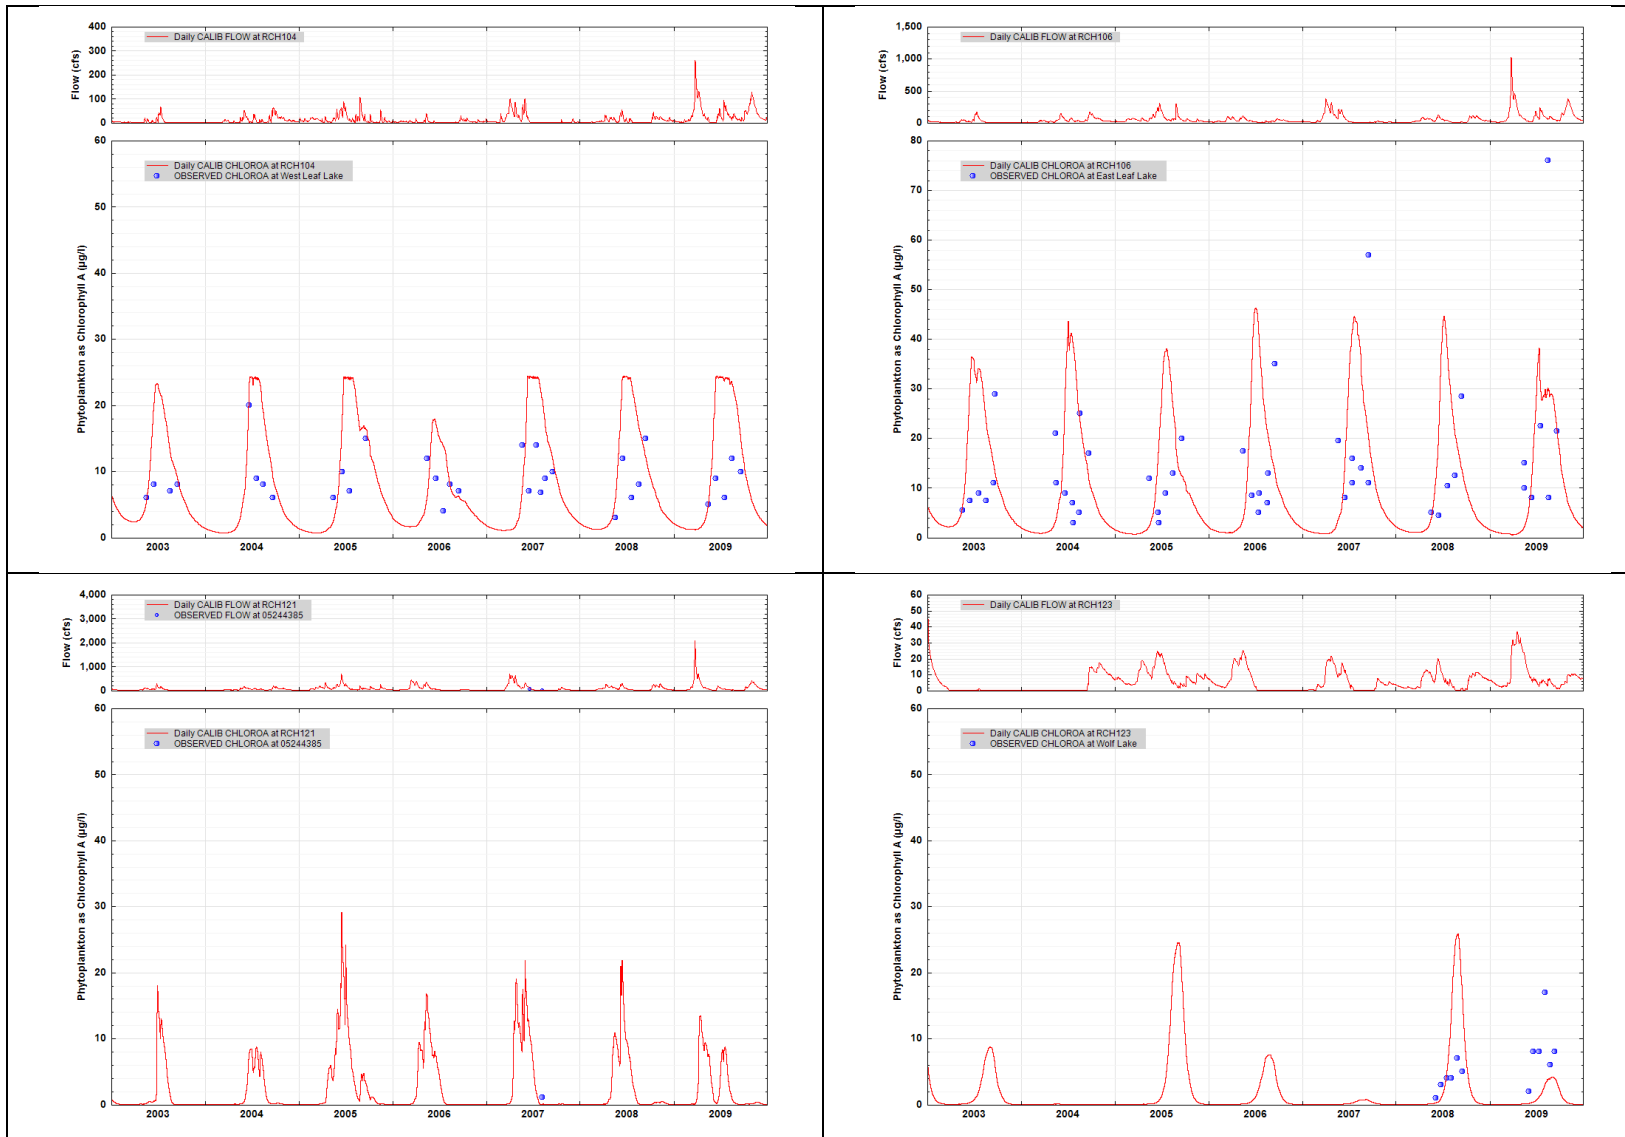 400
300
200
100
0
Flow (cfs)
Daily CALIB FLOW at RCH104
60
50
40
30
20
10
0
Phytoplankton as Chlorophyll A (µg/l)
Daily CALIB CHLOROA at RCH104
OBSERVED CHLOROA at West Leaf Lake
2003 2004 2005 2006 2007 2008 2009
1,500
1,000
500
0
Flow (cfs)
Daily CALIB FLOW at RCH106
80
70
60
50
40
30
20
10
0
Phytoplankton as Chlorophyll A (µg/l)
Daily CALIB CHLOROA at RCH106
OBSERVED CHLOROA at East Leaf Lake
2003 2004 2005 2006 2007 2008 2009
4,000
3,000
2,000
1,000
0
Flow (cfs)
Daily CALIB FLOW at RCH121
OBSERVED FLOW at 05244385
60
50
40
30
20
10
0
Phytoplankton as Chlorophyll A (µg/l)
Daily CALIB CHLOROA at RCH121
OBSERVED CHLOROA at 05244385
2003 2004 2005 2006 2007 2008 2009
60
50
40
30
20
10
0
Flow (cfs)
Daily CALIB FLOW at RCH123
60
50
40
30
20
10
0
Phytoplankton as Chlorophyll A (µg/l)
Daily CALIB CHLOROA at RCH123
OBSERVED CHLOROA at Wolf Lake
2003 2004 2005 2006 2007 2008 2009